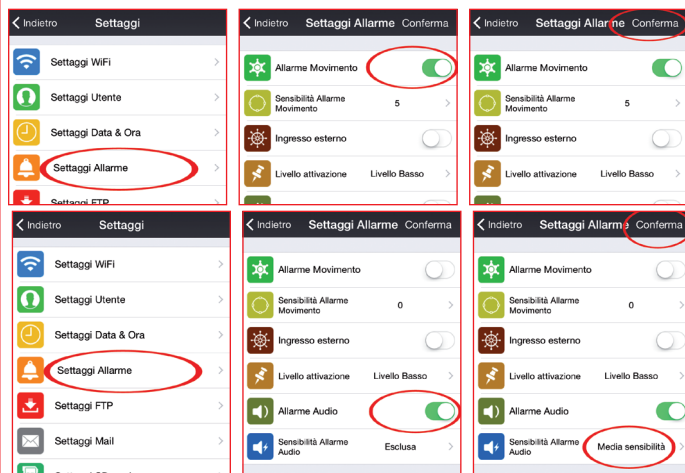 Indietro Settaggi
Settaggi WiFi
Settaggi Utente
Settaggi Data & Ora
Settaggi Allarme
Settaggi FTP
Indietro Settaggi Allarme Conferma
Allarme Movimento
Sensibilità Allarme
Movimento 5
Ingresso esterno
Livello attivazione Livello Basso
Indietro Settaggi Allarme Conferma
Allarme Movimento
Sensibilità Allarme
Movimento 5
Ingresso esterno
Livello attivazione Livello Basso
Indietro Settaggi
Settaggi WiFi
Settaggi Utente
Settaggi Data & Ora
Settaggi Allarme
Settaggi FTP
Settaggi Mail
Indietro Settaggi Allarme Conferma
Allarme Movimento
Sensibilità Allarme
Movimento 0
Ingresso esterno
Livello attivazione Livello Basso
Allarme Audio
Sensibilità Allarme
Audio Esclusa
Indietro Settaggi Allarme Conferma
Allarme Movimento
Sensibilità Allarme
Movimento 0
Ingresso esterno
Livello attivazione Livello Basso
Allarme Audio
Sensibilità Allarme
Audio Media sensibilità